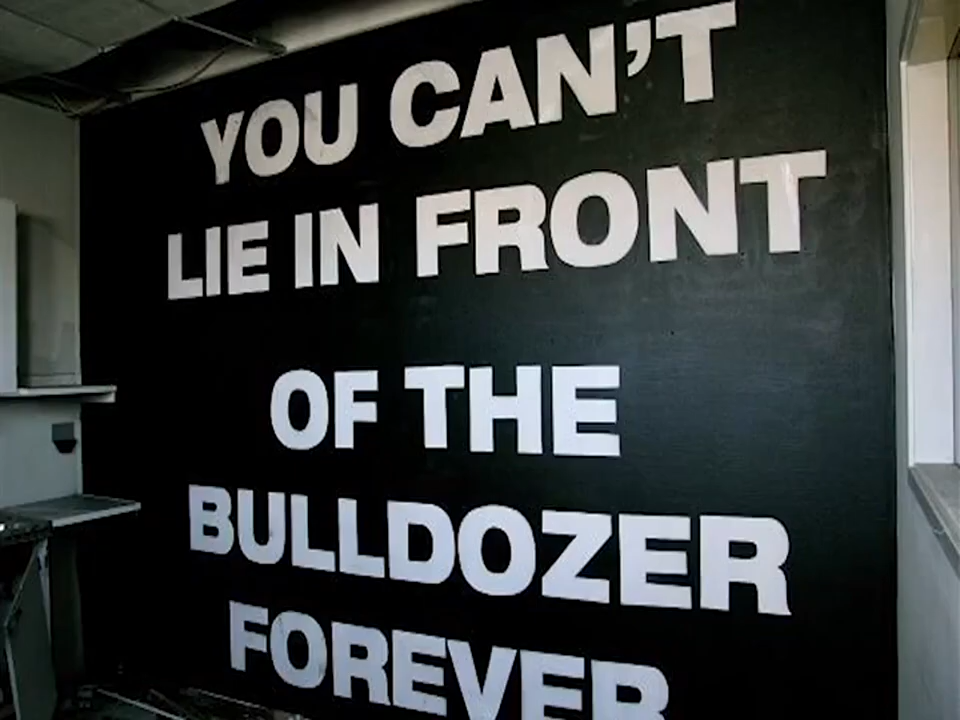 YOU CAN'T
LIE IN FRONT
OF THE
BULLDOZER
FOREVER